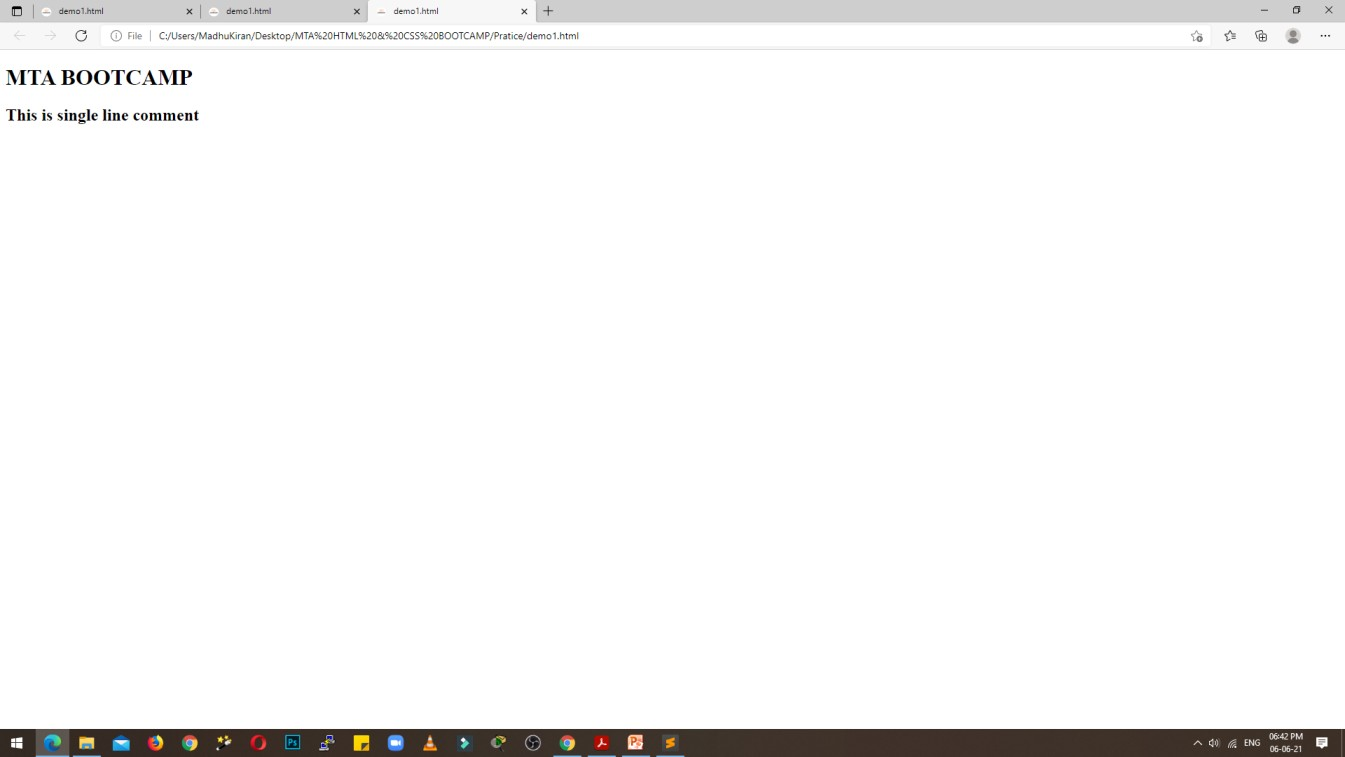 demo1.html
demo1.html
demo1.html
File
C:/Users/MadhuKiran/Desktop/MTA%20HTML%20&%20CSS%20BOOTCAMP/Pratice/demo1.html
MTA BOOTCAMP
This is single line comment
Ps
ENG
06:42 PM
06-06-21